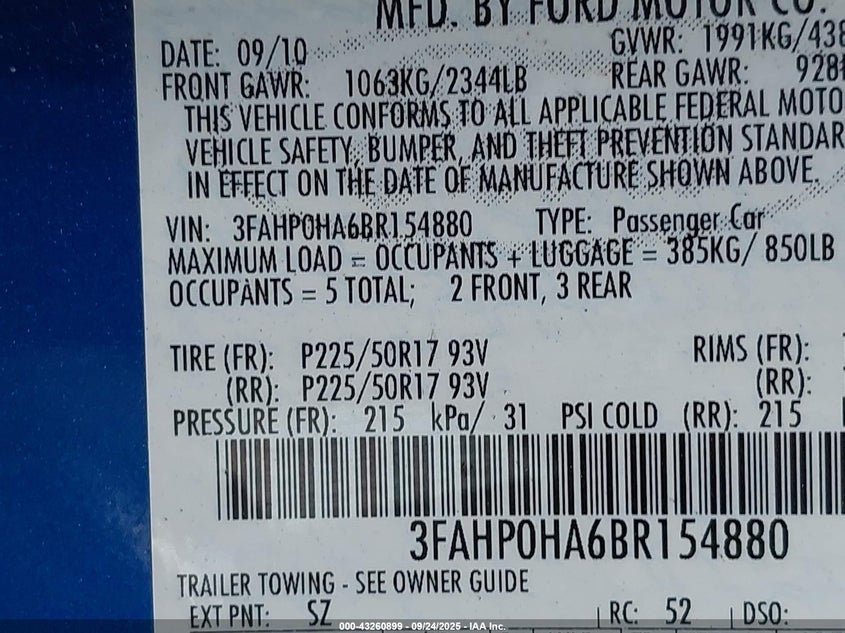 MFD. BY FORD MOTOR CO.
DATE: 09/10 GVWR: 1991KG/438
FRONT GAWR: 1063KG/2344LB REAR GAWR: 928
THIS VEHICLE CONFORMS TO ALL APPLICABLE FEDERAL MOTO
VEHICLE SAFETY, BUMPER, AND THEFT PREVENTION STANDAR
IN EFFECT ON THE DATE OF MANUFACTURE SHOWN ABOVE.
VIN: 3FAHP0HA6BR154880 TYPE: Passenger Car
MAXIMUM LOAD = OCCUPANTS + LUGGAGE = 385KG/ 850LB
OCCUPANTS = 5 TOTAL; 2 FRONT, 3 REAR
TIRE (FR): P225/50R17 93V RIMS (FR):
(RR): P225/50R17 93V (RR):
PRESSURE (FR): 215 kPa/ 31 PSI COLD (RR): 215
3FAHP0HA6BR154880
TRAILER TOWING - SEE OWNER GUIDE
EXT PNT: SZ RC: 52 DSO:
000-43260899 - 09/24/2025 - IAA Inc.